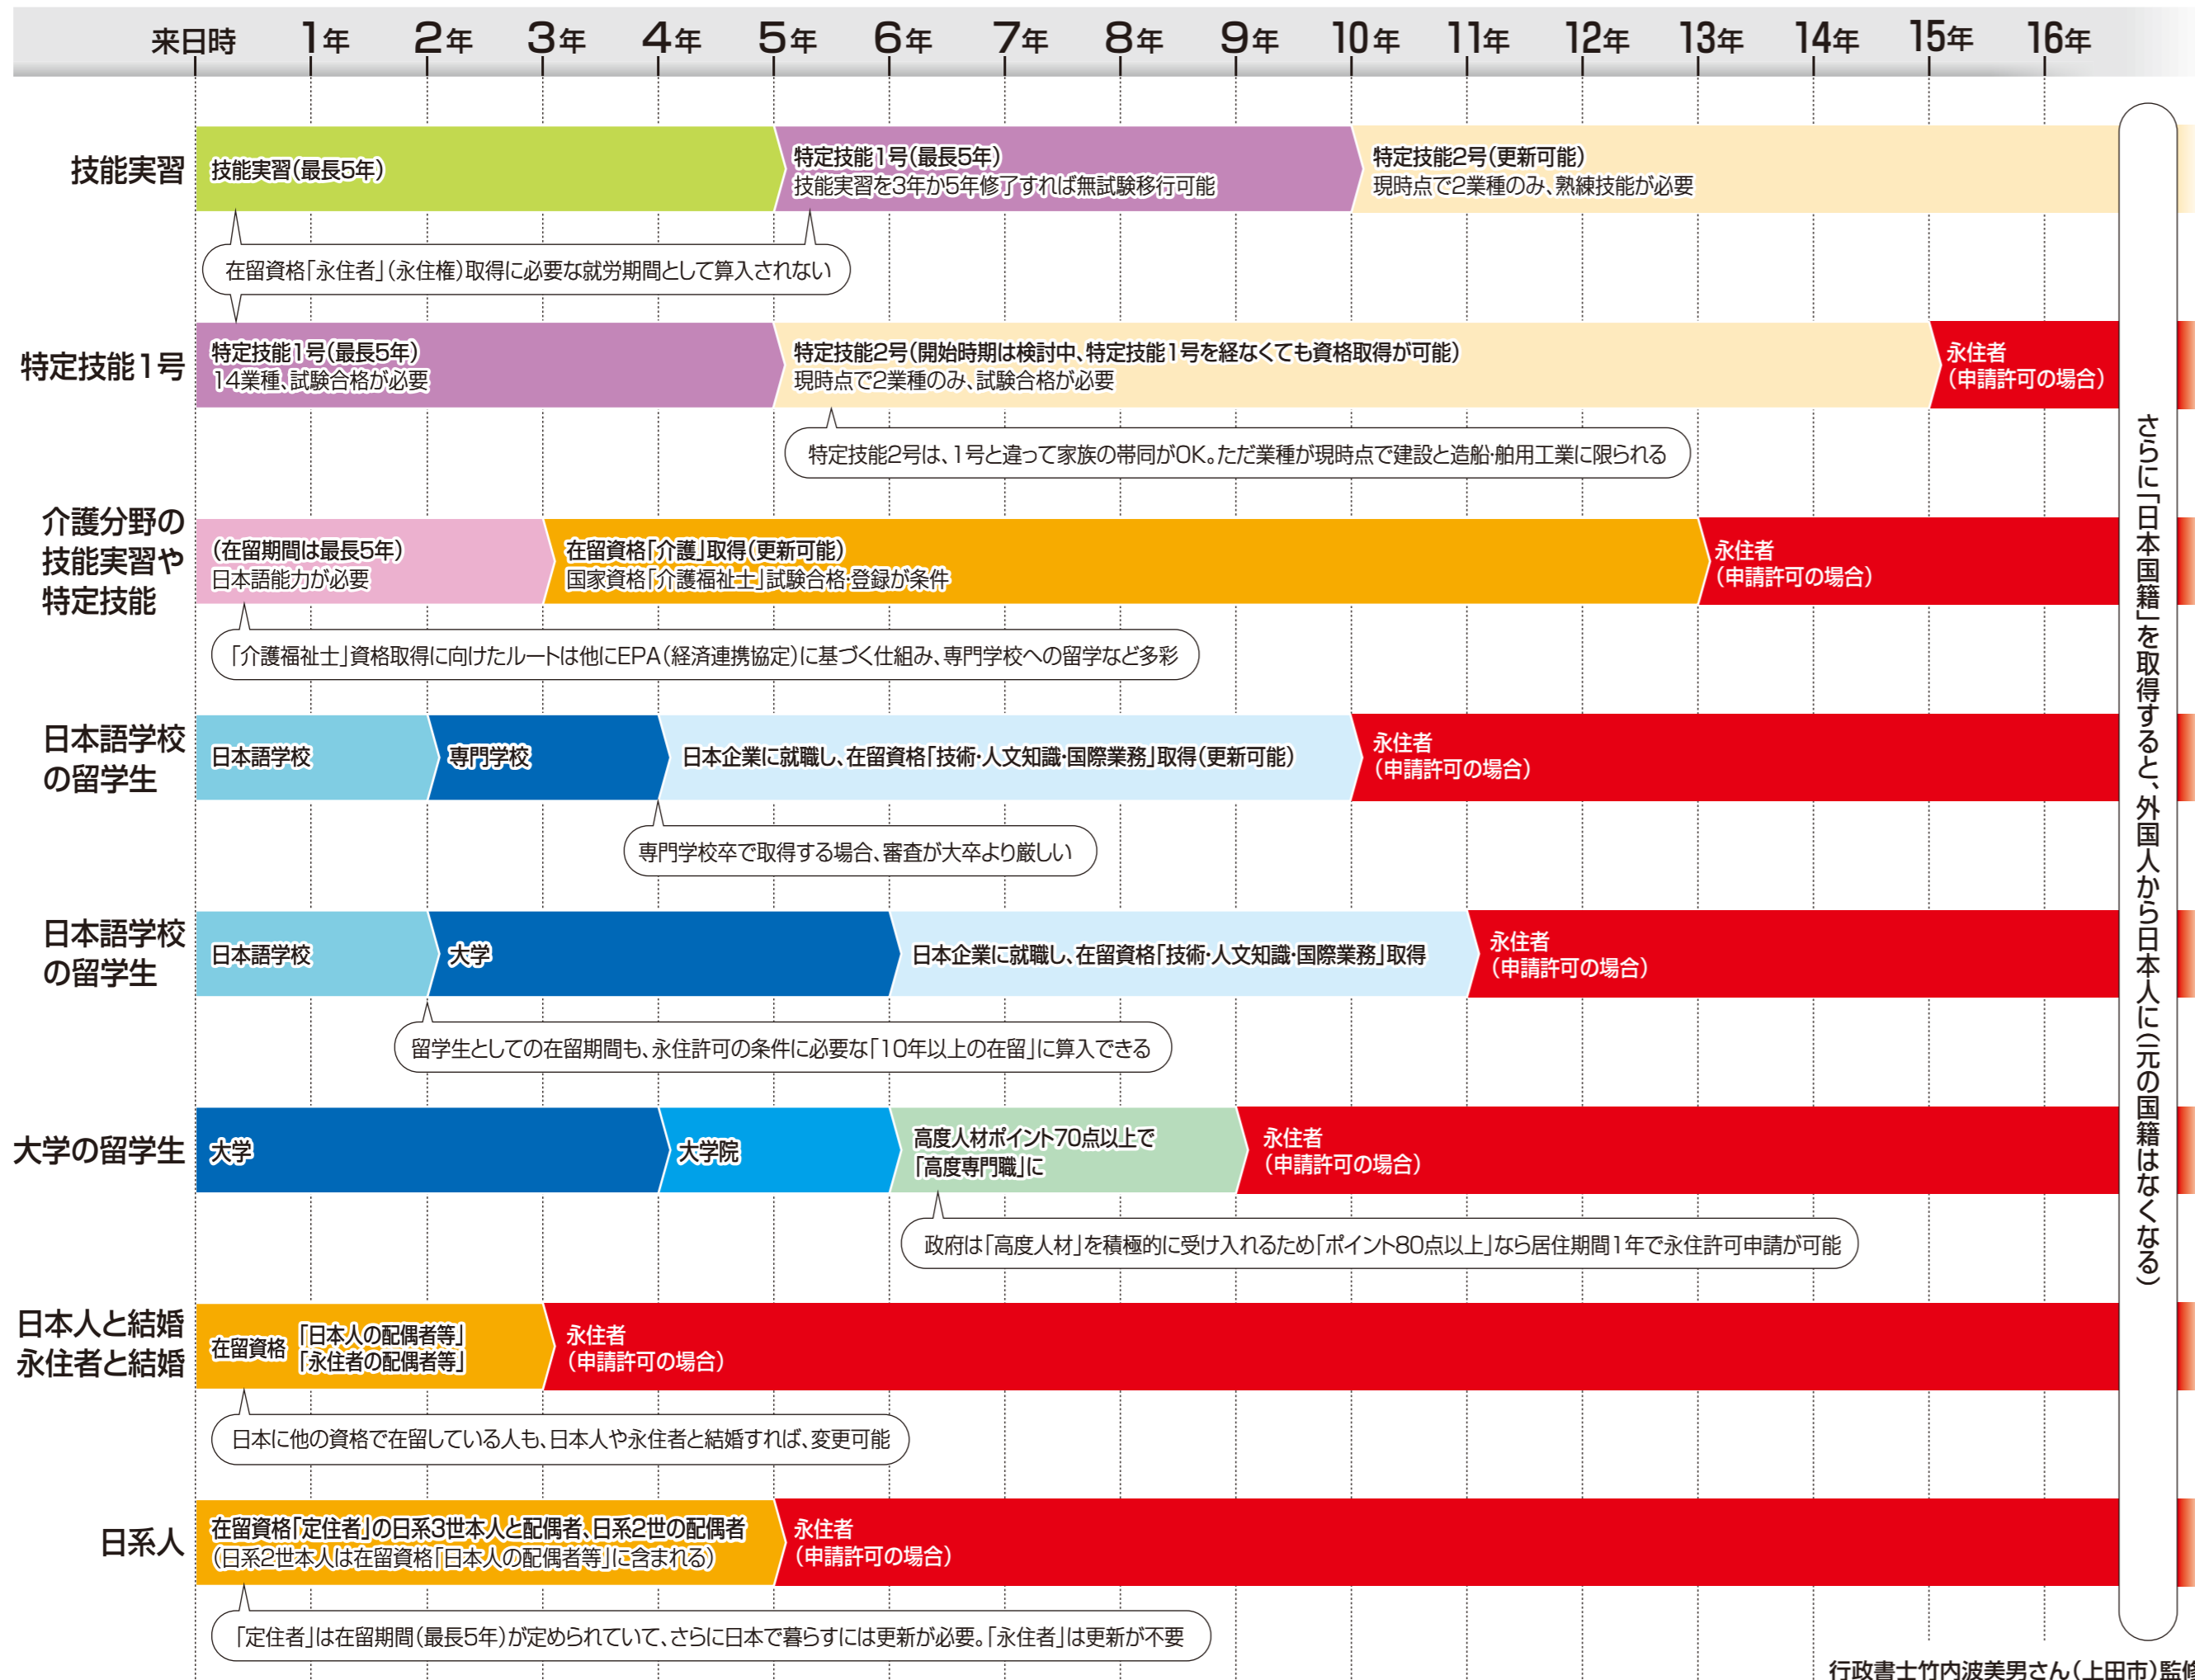 来日時 1年 2年 3年 4年 5年 6年 7年 8年 9年 10年 11年 12年 13年 14年 15年 16年
技能実習
技能実習(最長5年)
特定技能1号(最長5年)
技能実習を3年か5年修了すれば無試験移行可能
特定技能2号(更新可能)
現時点で2業種のみ、熟練技能が必要
在留資格「永住者」(永住権)取得に必要な就労期間として算入されない
特定技能1号
特定技能1号(最長5年)
14業種、試験合格が必要
特定技能2号(開始時期は検討中、特定技能1号を経なくても資格取得が可能)
現時点で2業種のみ、試験合格が必要
永住者
(申請許可の場合)
特定技能2号は、1号と違って家族の帯同がOK。ただ業種が現時点で建設と造船・舶用工業に限られる
介護分野の
技能実習や
特定技能
(在留期間は最長5年)
日本語能力が必要
在留資格「介護」取得(更新可能)
国家資格「介護福祉士」試験合格・登録が条件
永住者
(申請許可の場合)
「介護福祉士」資格取得に向けたルートは他にEPA(経済連携協定)に基づく仕組み、専門学校への留学など多彩
日本語学校
の留学生
日本語学校
専門学校
日本企業に就職し、在留資格「技術・人文知識・国際業務」取得(更新可能)
永住者
(申請許可の場合)
専門学校卒で取得する場合、審査が大卒より厳しい
日本語学校
の留学生
日本語学校
大学
日本企業に就職し、在留資格「技術・人文知識・国際業務」取得
永住者
(申請許可の場合)
留学生としての在留期間も、永住許可の条件に必要な「10年以上の在留」に算入できる
大学の留学生
大学
大学院
高度人材ポイント70点以上で
「高度専門職」に
永住者
(申請許可の場合)
政府は「高度人材」を積極的に受け入れるため「ポイント80点以上」なら居住期間1年で永住許可申請が可能
日本人と結婚
永住者と結婚
在留資格
「日本人の配偶者等」
「永住者の配偶者等」
永住者
(申請許可の場合)
日本に他の資格で在留している人も、日本人や永住者と結婚すれば、変更可能
日系人
在留資格「定住者」の日系3世本人と配偶者、日系2世の配偶者
(日系2世本人は在留資格「日本人の配偶者等」に含まれる)
永住者
(申請許可の場合)
「定住者」は在留期間(最長5年)が定められていて、さらに日本で暮らすには更新が必要。「永住者」は更新が不要
さらに「日本国籍」を取得すると、外国人から日本人に(元の国籍はなくなる)
行政書士竹内波美男さん(上田市)監修